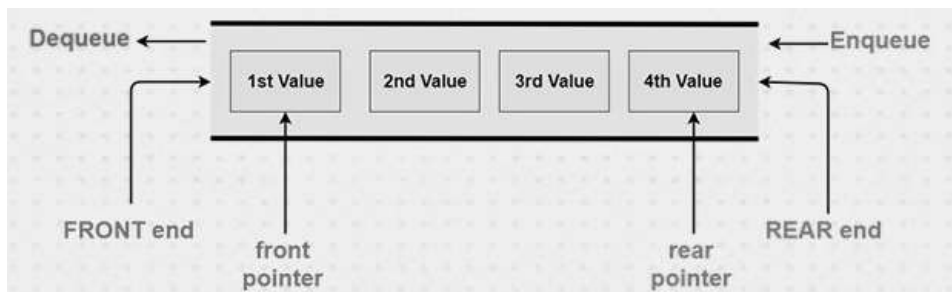 Dequeue
Enqueue
1st Value
2nd Value
3rd Value
4th Value
FRONT end
front
pointer
rear
pointer
REAR end